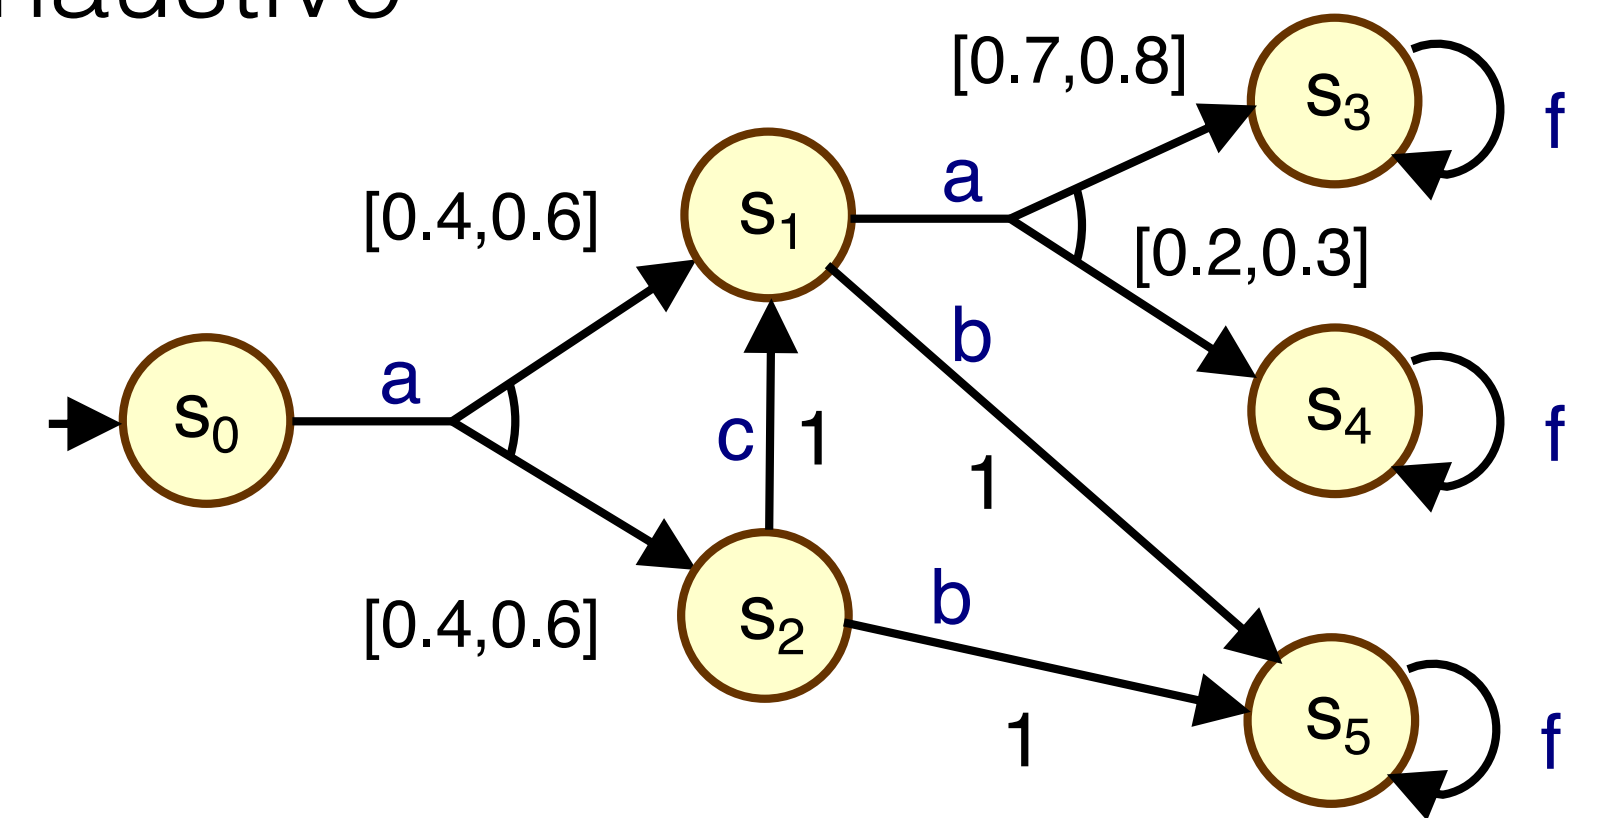 [0.7,0.8]
s3
f
a
[0.4,0.6]
s1
[0.2,0.3]
b
a
s0
c
1
s4
f
1
b
[0.4,0.6]
s2
1
s5
f